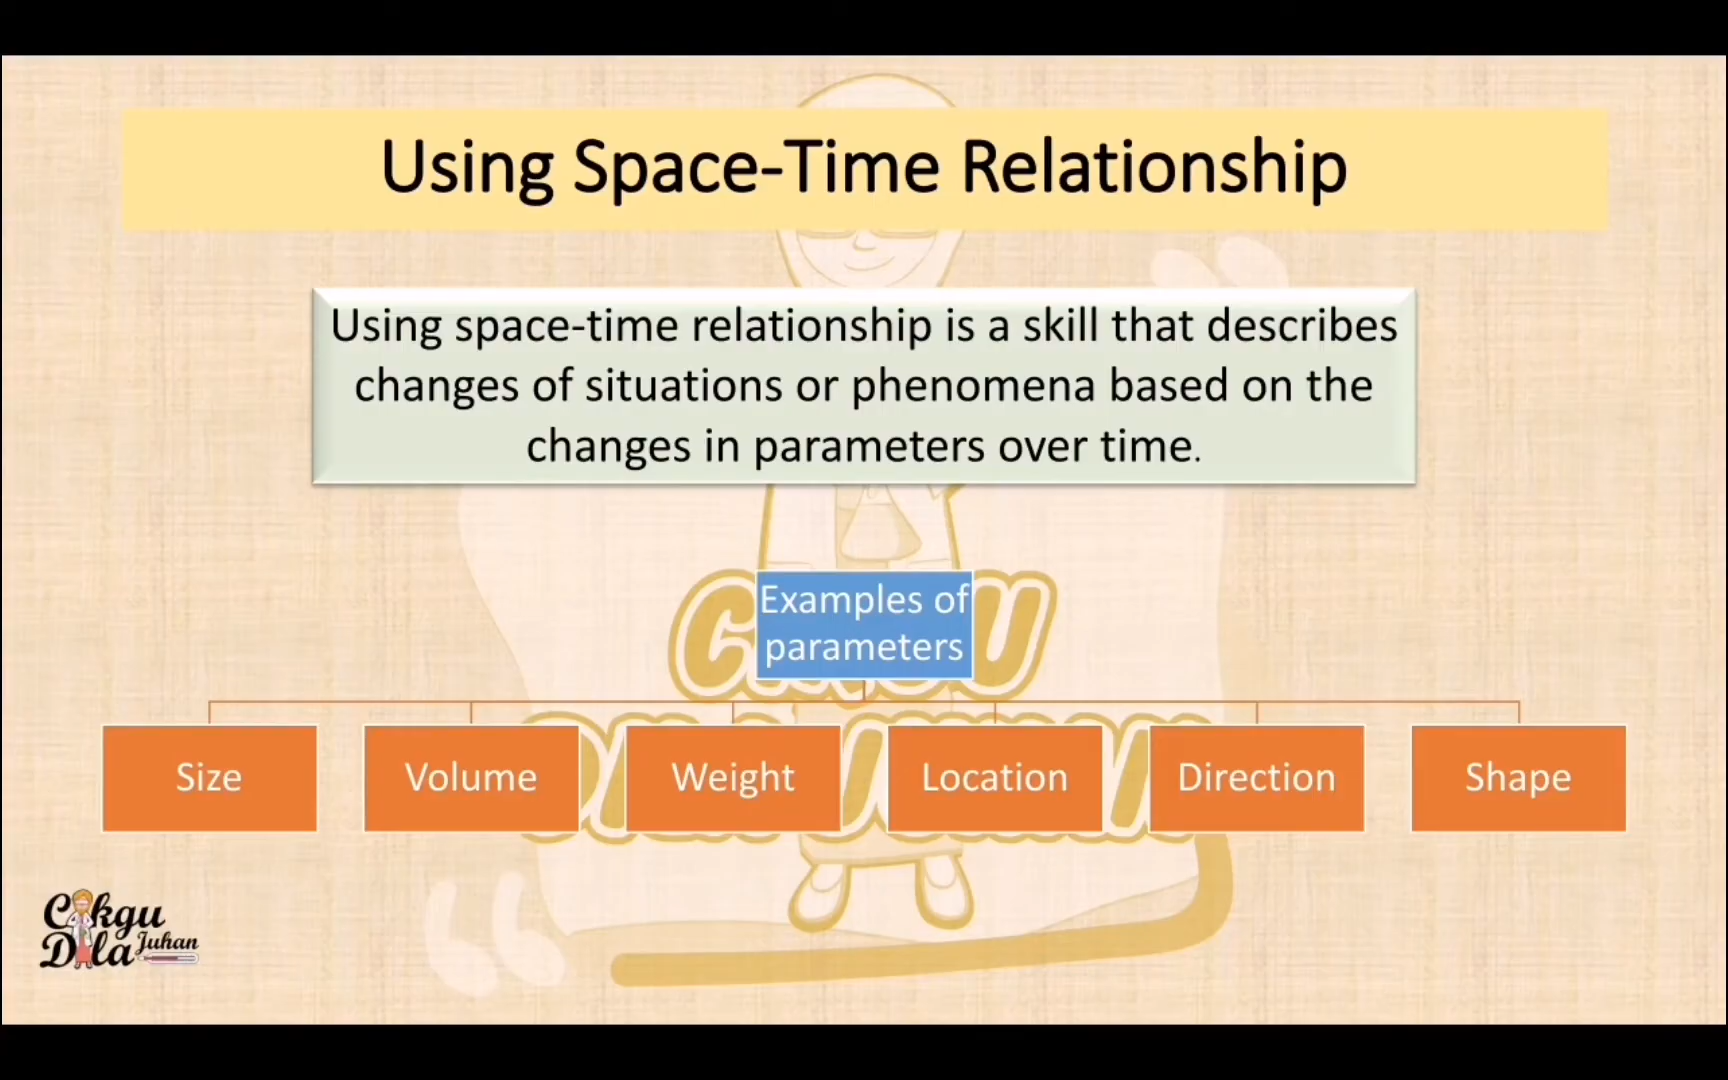 Using Space-Time Relationship
Using space-time relationship is a skill that describes
changes of situations or phenomena based on the
changes in parameters over time.
Examples of
parameters
Size
Volume
Weight
Location
Direction
Shape
Cikgu
Dila Juhan